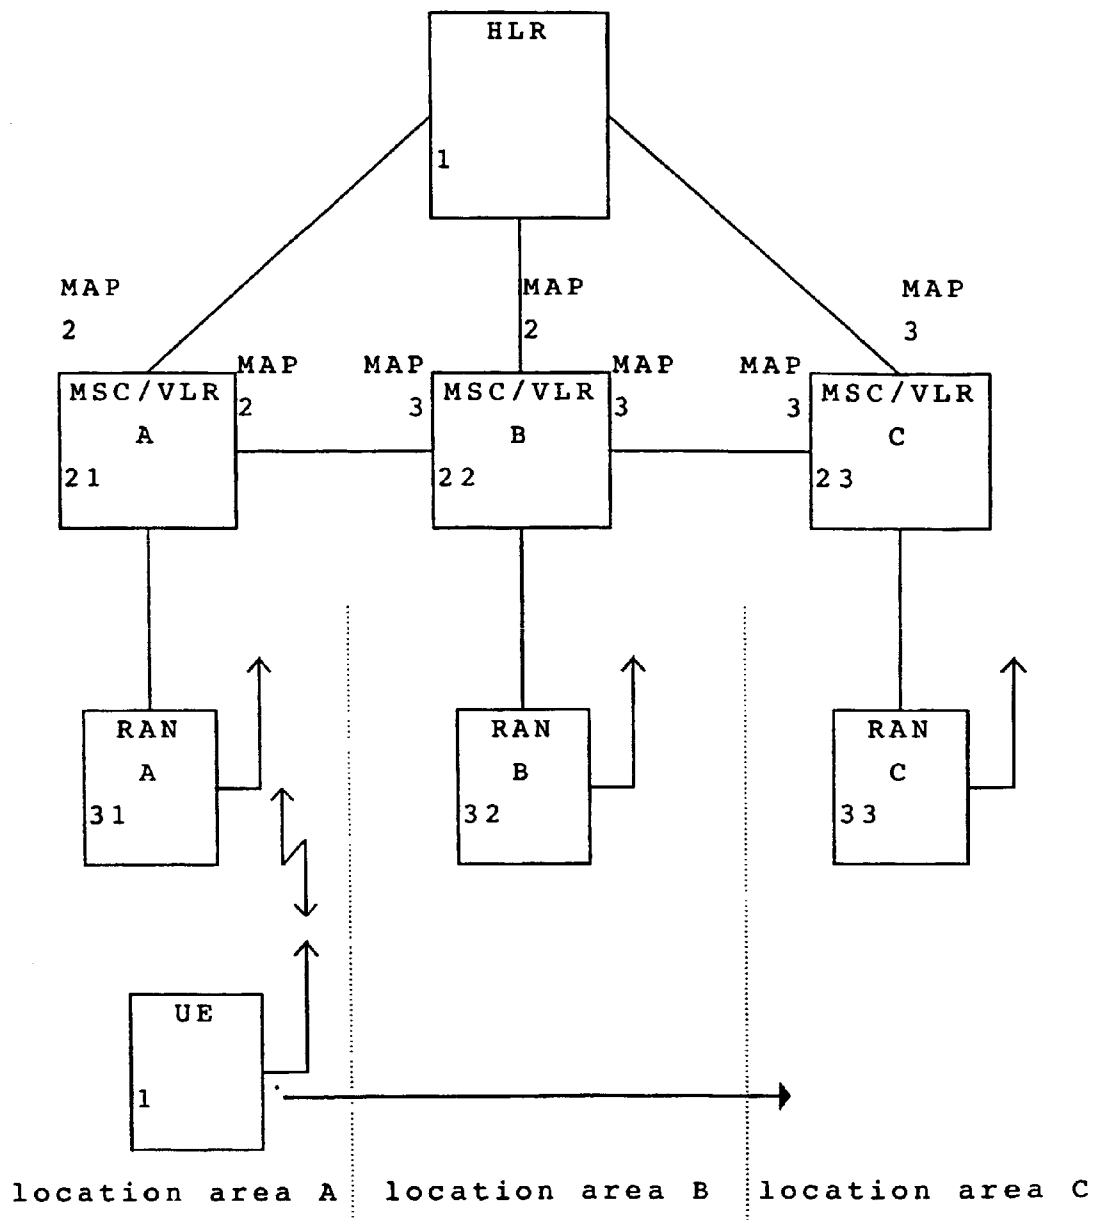 HLR
1
MAP
2
MAP
2
MAP
3
MAP
2
MAP
3
MAP
3
MAP
3
MSC/VLR
A
21
MSC/VLR
B
22
MSC/VLR
C
23
RAN
A
31
RAN
B
32
RAN
C
33
UE
1
location area A
location area B
location area C